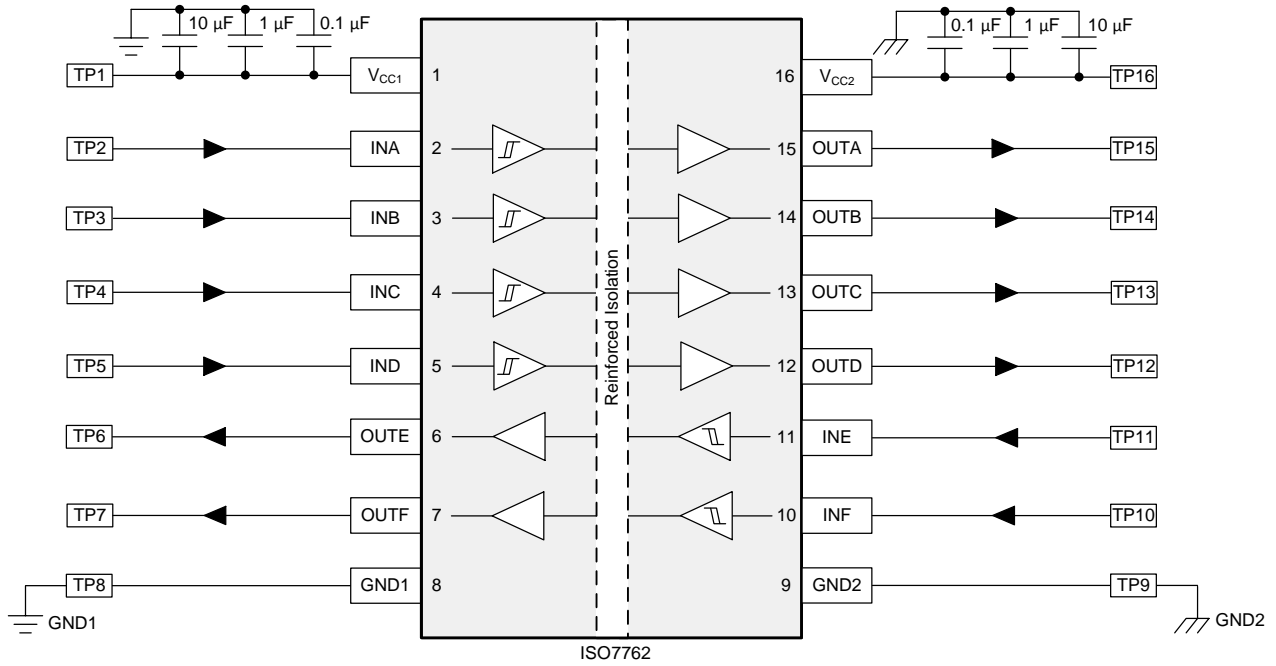 10 µF 1 µF 0.1 µF
0.1 µF 1 µF 10 µF
TP1 VCC1 1 16 VCC2 TP16
TP2 INA 2 15 OUTA TP15
TP3 INB 3 14 OUTB TP14
TP4 INC 4 13 OUTC TP13
TP5 IND 5 12 OUTD TP12
TP6 OUTE 6 11 INE TP11
TP7 OUTF 7 10 INF TP10
TP8 GND1 8 9 GND2 TP9
GND1
GND2
Reinforced Isolation
ISO7762